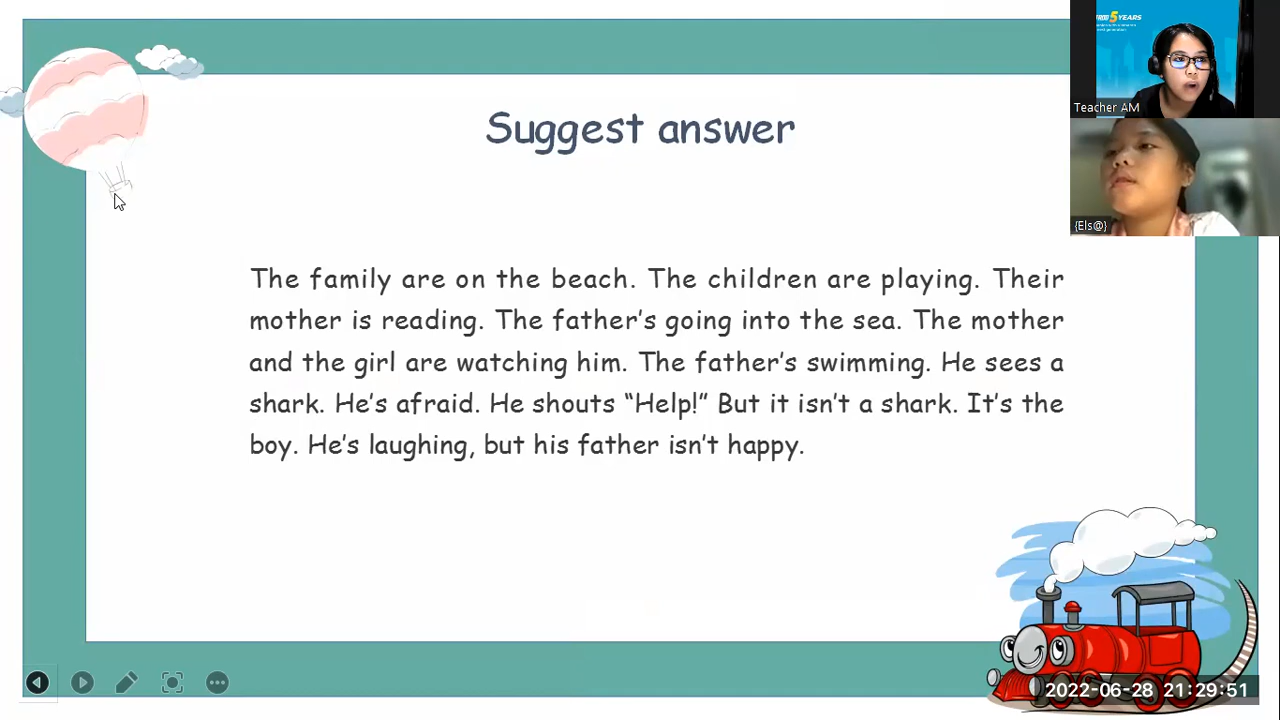 5 YEARS
Teacher AM
{Els@}
Suggest answer
The family are on the beach. The children are playing. Their
mother is reading. The father's going into the sea. The mother
and the girl are watching him. The father's swimming. He sees a
shark. He's afraid. He shouts “Help!” But it isn't a shark. It's the
boy. He's laughing, but his father isn't happy.
2022-06-28 21:29:51